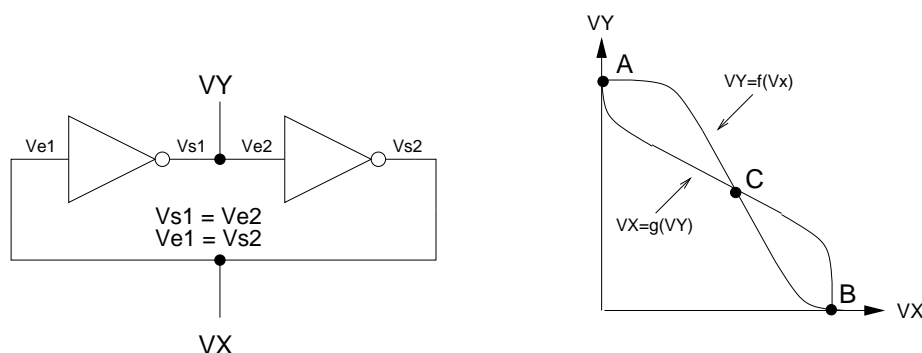 VY
Ve1
Vs1
Ve2
Vs2
Vs1 = Ve2
Ve1 = Vs2
VX
VY
A
VY=f(Vx)
C
VX=g(VY)
B
VX